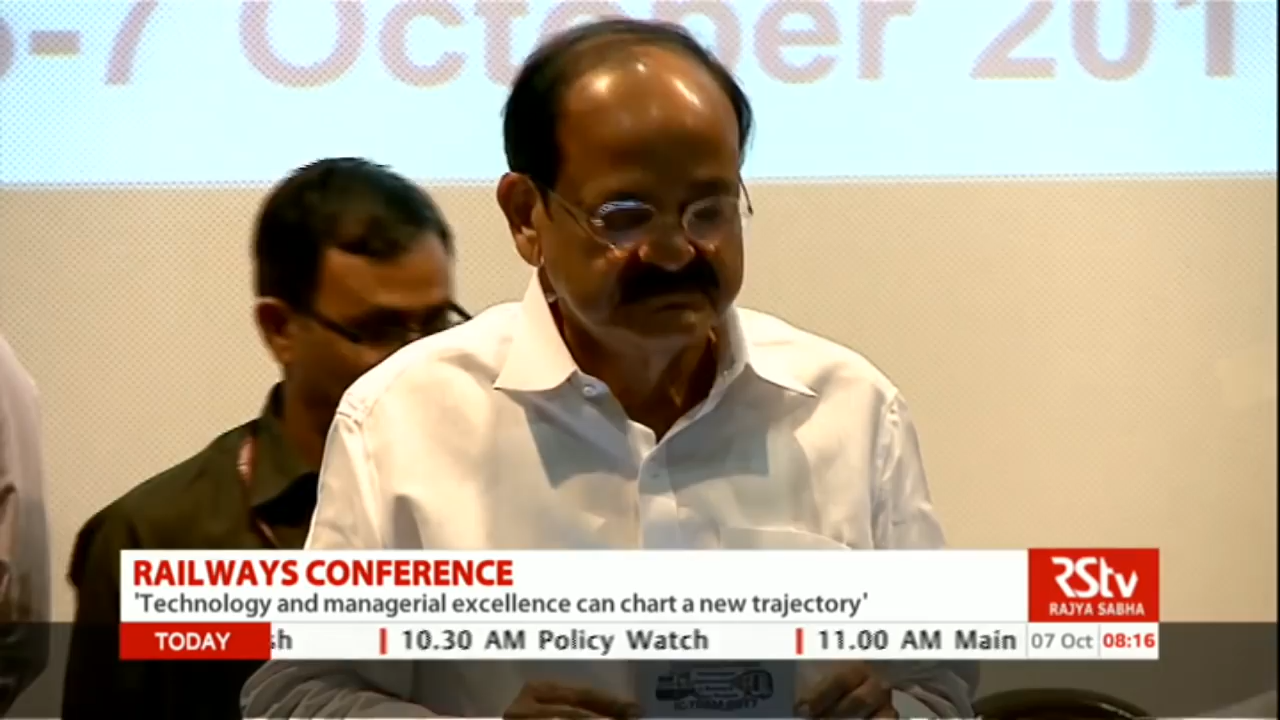 -7 October 201
RAILWAYS CONFERENCE
'Technology and managerial excellence can chart a new trajectory'
RStv
RAJYA SABHA
TODAY
sh | 10.30 AM Policy Watch | 11.00 AM Main
07 Oct 08:16